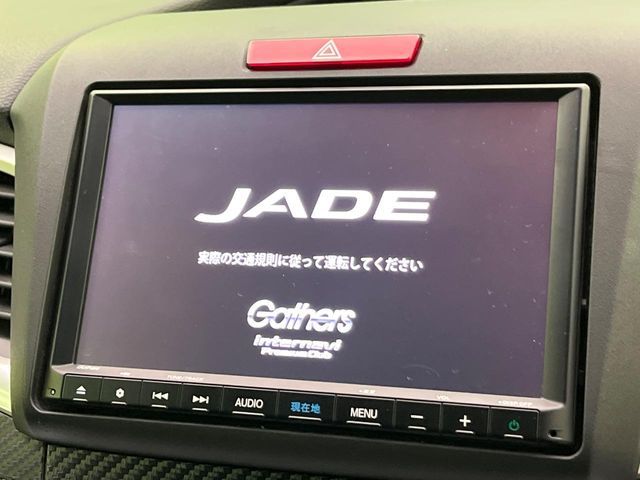 JADE
実際の交通規則に従って運転してください
Gathers
internavi
Premium Club
AUDIO 現在地 MENU − +
VOL